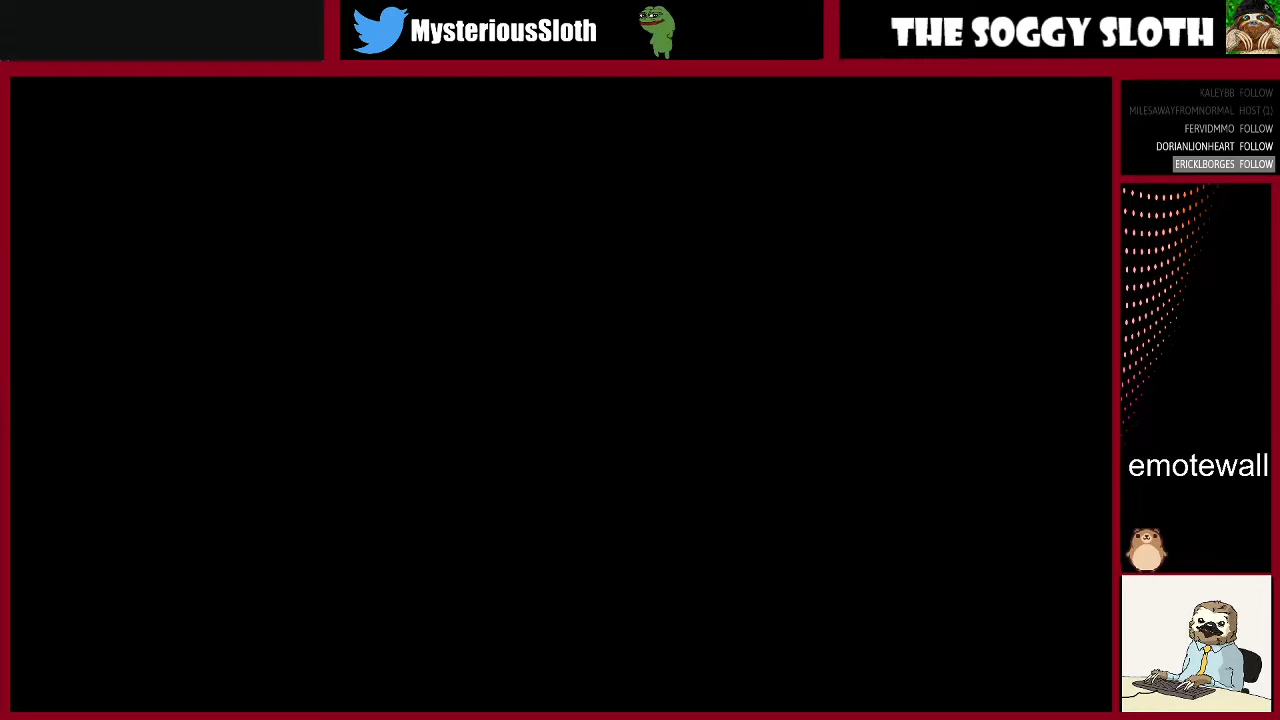 MysteriousSloth
THE SOGGY SLOTH
KALEYBB FOLLOW
MILESAWAYFROMNORMAL HOST (1)
FERVIDMMO FOLLOW
DORIANLIONHEART FOLLOW
ERICKLBORGES FOLLOW
emotewall